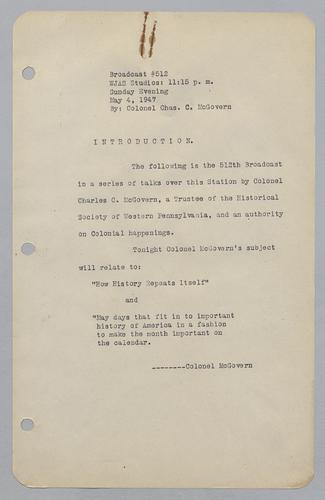 Broadcast #512
WJAS Studios: 11:15 p. m.
Sunday Evening
May 4, 1947
By: Colonel Chas. C. McGovern
I N T R O D U C T I O N.
The following is the 512th Broadcast
in a series of talks over this Station by Colonel
Charles C. McGovern, a Trustee of the Historical
Society of Western Pennsylvania, and an authority
on Colonial happenings.
Tonight Colonel McGovern's subject
will relate to:
"How History Repeats Itself"
and
"May days that fit in to important
history of America in a fashion
to make the month important on
the calendar.
--------Colonel McGovern